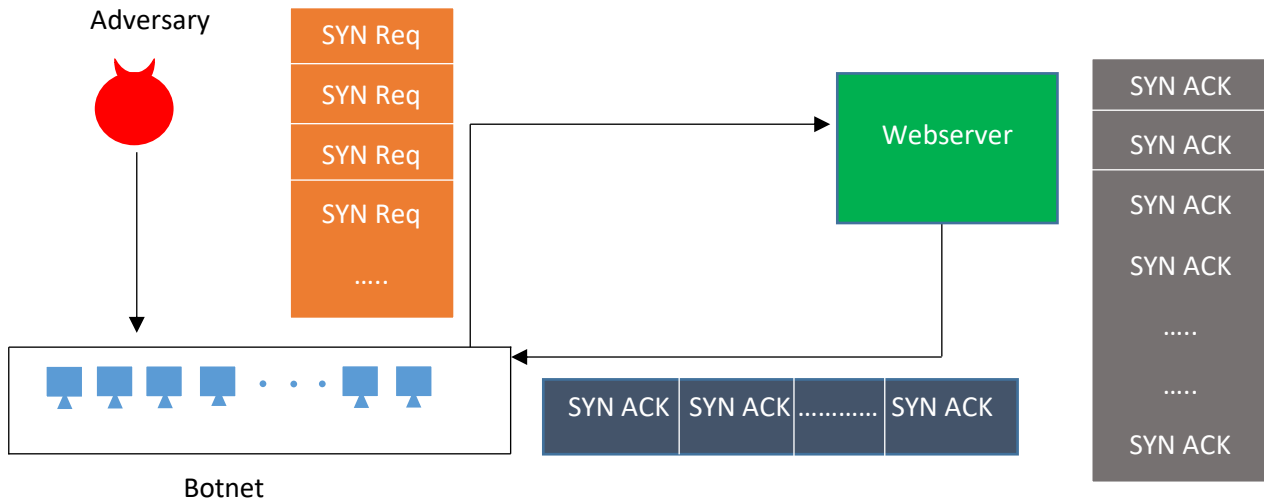 Adversary
SYN Req
SYN Req
SYN Req
SYN Req
…..
Webserver
SYN ACK
SYN ACK
SYN ACK
SYN ACK
…..
…..
SYN ACK
SYN ACK SYN ACK ………… SYN ACK
Botnet